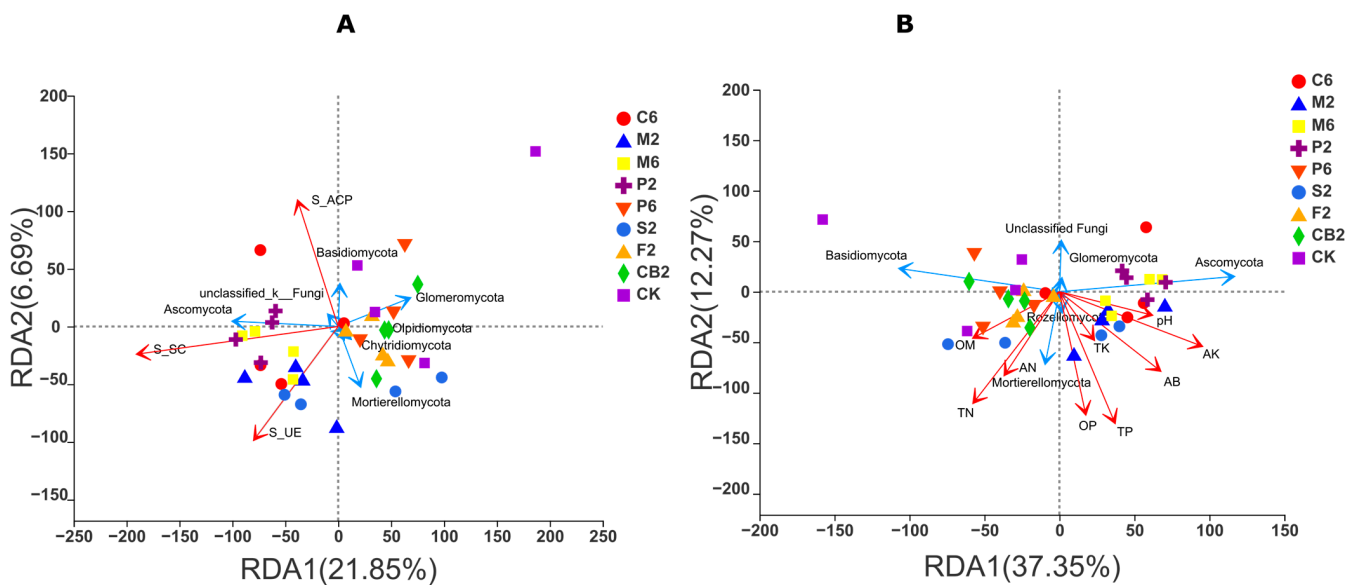 A
200
150
100
50
0
−50
−100
−150
−250
−200
−150
−100
−50
0
50
100
150
200
250
RDA2(6.69%)
RDA1(21.85%)
S_ACP
Basidiomycota
unclassified_k__Fungi
Glomeromycota
Ascomycota
Olpidiomycota
S_SC
Chytridiomycota
Mortierellomycota
S_UE
C6
M2
M6
P2
P6
S2
F2
CB2
CK
B
200
150
100
50
0
−50
−100
−150
−200
−200
−150
−100
−50
0
50
100
150
RDA2(12.27%)
RDA1(37.35%)
Unclassified Fungi
Basidiomycota
Glomeromycota
Ascomycota
pH
OM
TK
AK
AN
AB
Mortierellomycota
TN
OP
TP
C6
M2
M6
P2
P6
S2
F2
CB2
CK